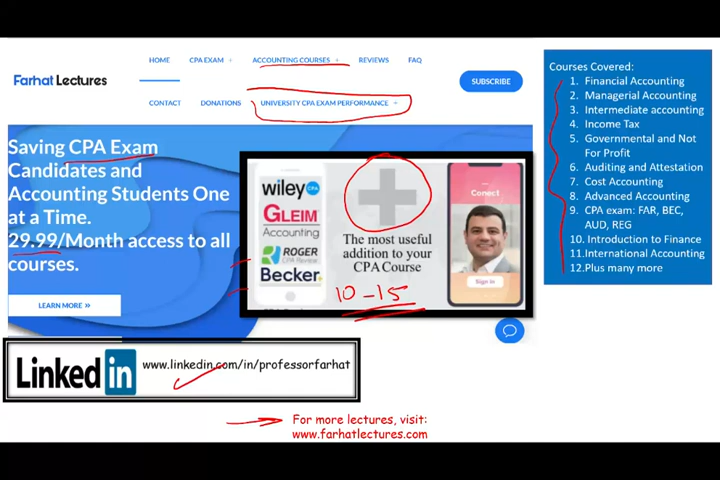 HOME
CPA EXAM
ACCOUNTING COURSES
REVIEWS
FAQ
Farhat Lectures
SUBSCRIBE
CONTACT
DONATIONS
UNIVERSITY CPA EXAM PERFORMANCE
Saving CPA Exam
Candidates and
Accounting Students One
at a Time.
29.99/Month access to all
courses.
LEARN MORE »
wiley CPA
GLEIM
Accounting
ROGER
CPA Review
Becker
The most useful
addition to your
CPA Course
10 - 15
Conect
Sign in
Courses Covered:
1. Financial Accounting
2. Managerial Accounting
3. Intermediate accounting
4. Income Tax
5. Governmental and Not
For Profit
6. Auditing and Attestation
7. Cost Accounting
8. Advanced Accounting
9. CPA exam: FAR, BEC,
AUD, REG
10. Introduction to Finance
11.International Accounting
12.Plus many more
Linked in
www.linkedin.com/in/professorfarhat
For more lectures, visit:
www.farhatlectures.com